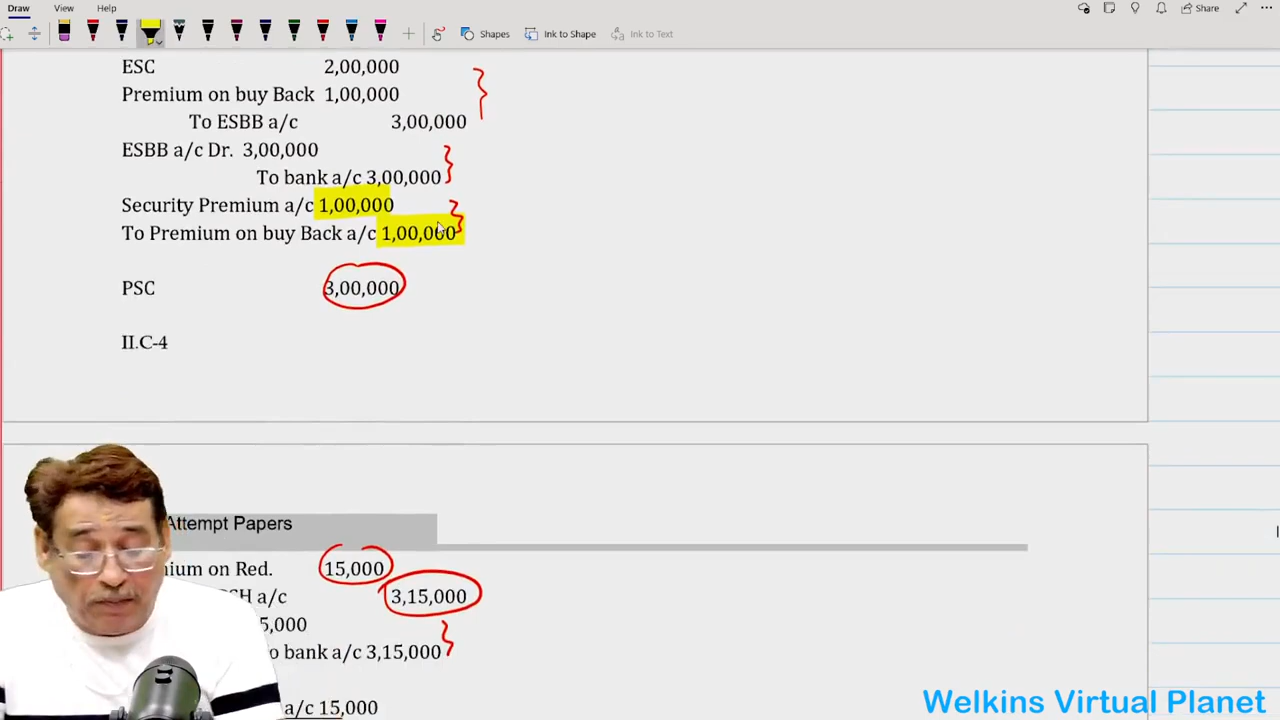 Draw View Help Share
Shapes Ink to Shape Ink to Text
ESC 2,00,000
Premium on buy Back 1,00,000
To ESBB a/c 3,00,000
ESBB a/c Dr. 3,00,000
To bank a/c 3,00,000
Security Premium a/c 1,00,000
To Premium on buy Back a/c 1,00,000
PSC 3,00,000
II.C-4
Attempt Papers
on Red. 15,000
a/c 3,15,000
5,000
bank a/c 3,15,000
a/c 15,000
Welkins Virtual Planet